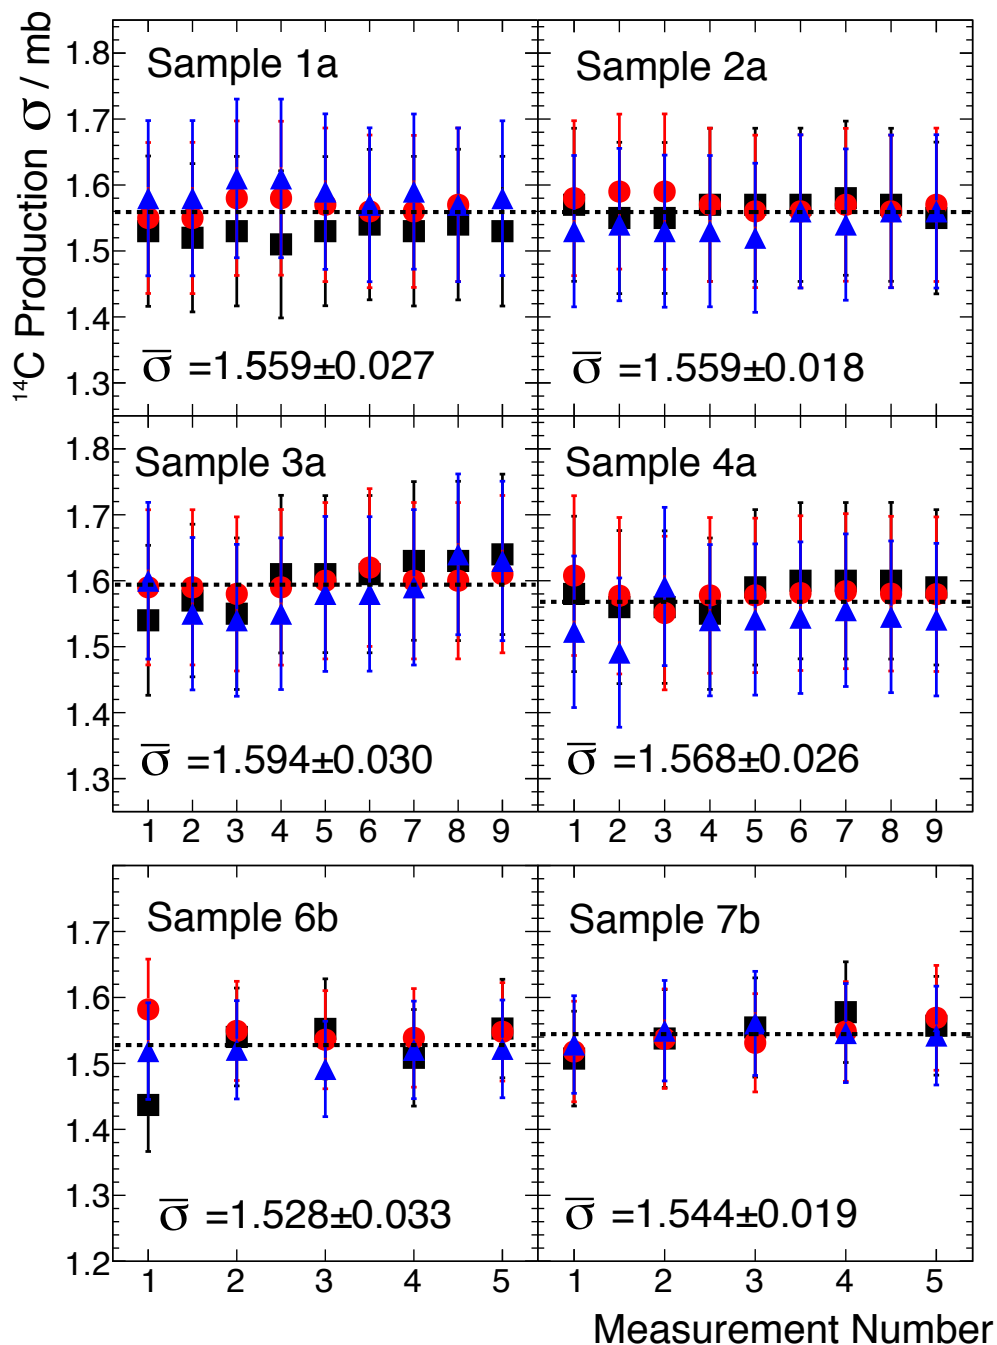 ¹⁴C Production σ / mb
Sample 1a
Sample 2a
1.8
1.7
1.6
1.5
1.4
1.3
σ̅ =1.559±0.027
σ̅ =1.559±0.018
Sample 3a
Sample 4a
1.8
1.7
1.6
1.5
1.4
1.3
σ̅ =1.594±0.030
σ̅ =1.568±0.026
1 2 3 4 5 6 7 8 9
1 2 3 4 5 6 7 8 9
Sample 6b
Sample 7b
1.7
1.6
1.5
1.4
1.3
1.2
σ̅ =1.528±0.033
σ̅ =1.544±0.019
1 2 3 4 5
1 2 3 4 5
Measurement Number